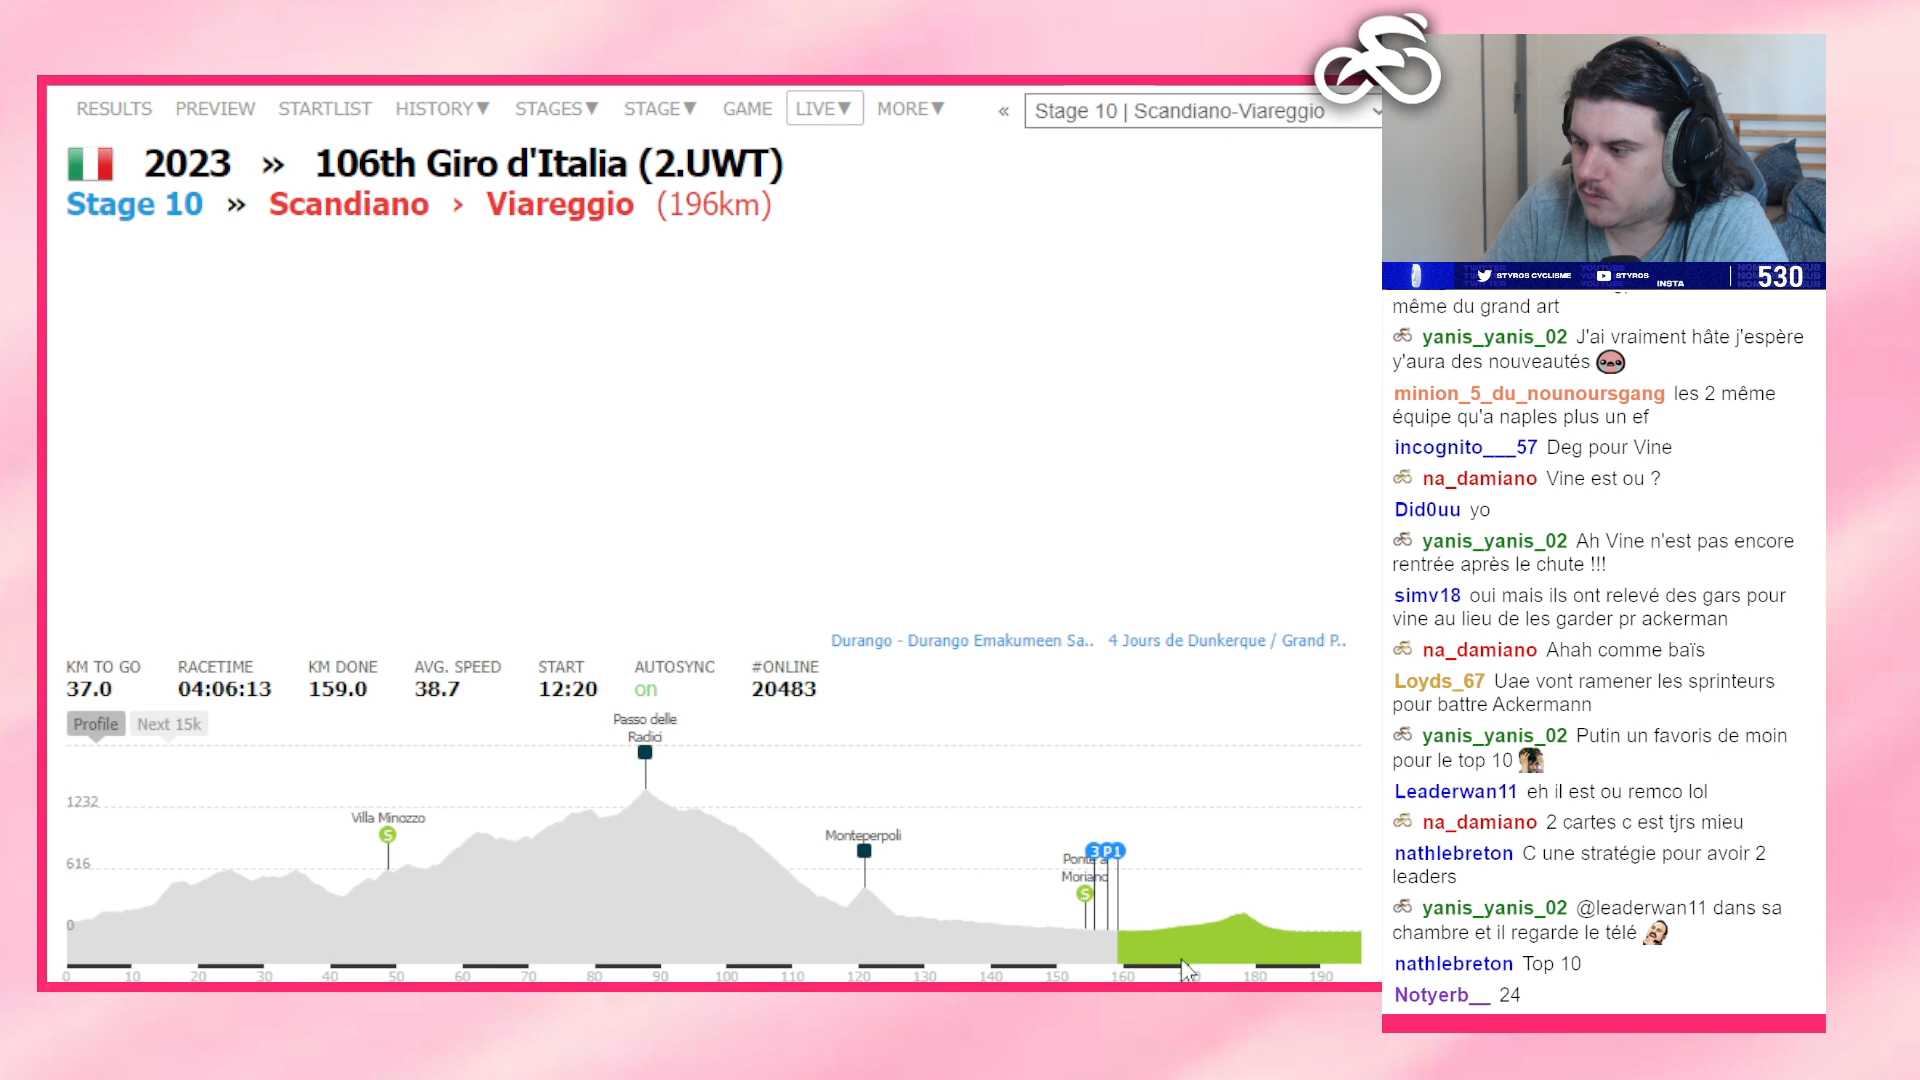 RESULTS PREVIEW STARTLIST HISTORY▼ STAGES▼ STAGE▼ GAME LIVE▼ MORE▼ « Stage 10 | Scandiano-Viareggio
2023 » 106th Giro d'Italia (2.UWT)
Stage 10 » Scandiano › Viareggio (196km)
Durango - Durango Emakumeen Sa.. 4 Jours de Dunkerque / Grand P..
KM TO GO RACETIME KM DONE AVG. SPEED START AUTOSYNC #ONLINE
37.0 04:06:13 159.0 38.7 12:20 on 20483
Profile Next 15k
Passo delle
Radici
1232
Villa Minozzo
S
Monteperpoli
616
3 P 1
Ponte a
Moriano
S
0
0 10 20 30 40 50 60 70 80 90 100 110 120 130 140 150 160 180 190
STYROS CYCLISME STYROS INSTA 530
même du grand art
yanis_yanis_02 J'ai vraiment hâte j'espère
y'aura des nouveautés
minion_5_du_nounoursgang les 2 même
équipe qu'a naples plus un ef
incognito___57 Deg pour Vine
na_damiano Vine est ou ?
Did0uu yo
yanis_yanis_02 Ah Vine n'est pas encore
rentrée après le chute !!!
simv18 oui mais ils ont relevé des gars pour
vine au lieu de les garder pr ackerman
na_damiano Ahah comme baïs
Loyds_67 Uae vont ramener les sprinteurs
pour battre Ackermann
yanis_yanis_02 Putin un favoris de moin
pour le top 10
Leaderwan11 eh il est ou remco lol
na_damiano 2 cartes c est tjrs mieu
nathlebreton C une stratégie pour avoir 2
leaders
yanis_yanis_02 @leaderwan11 dans sa
chambre et il regarde le télé
nathlebreton Top 10
Notyerb__ 24